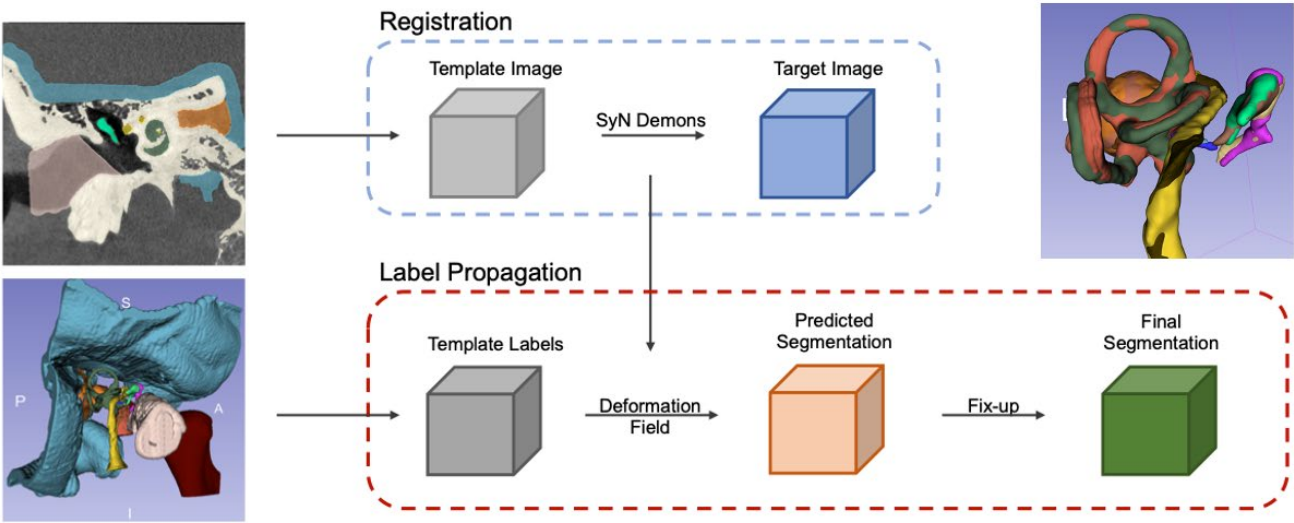 Registration
Template Image
Target Image
SyN Demons
Label Propagation
Template Labels
Predicted
Segmentation
Final
Segmentation
Deformation
Field
Fix-up
S
P
A
I